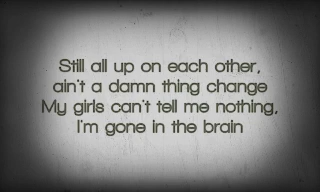 Still all up on each other,
ain't a damn thing change
My girls can't tell me nothing,
I'm gone in the brain